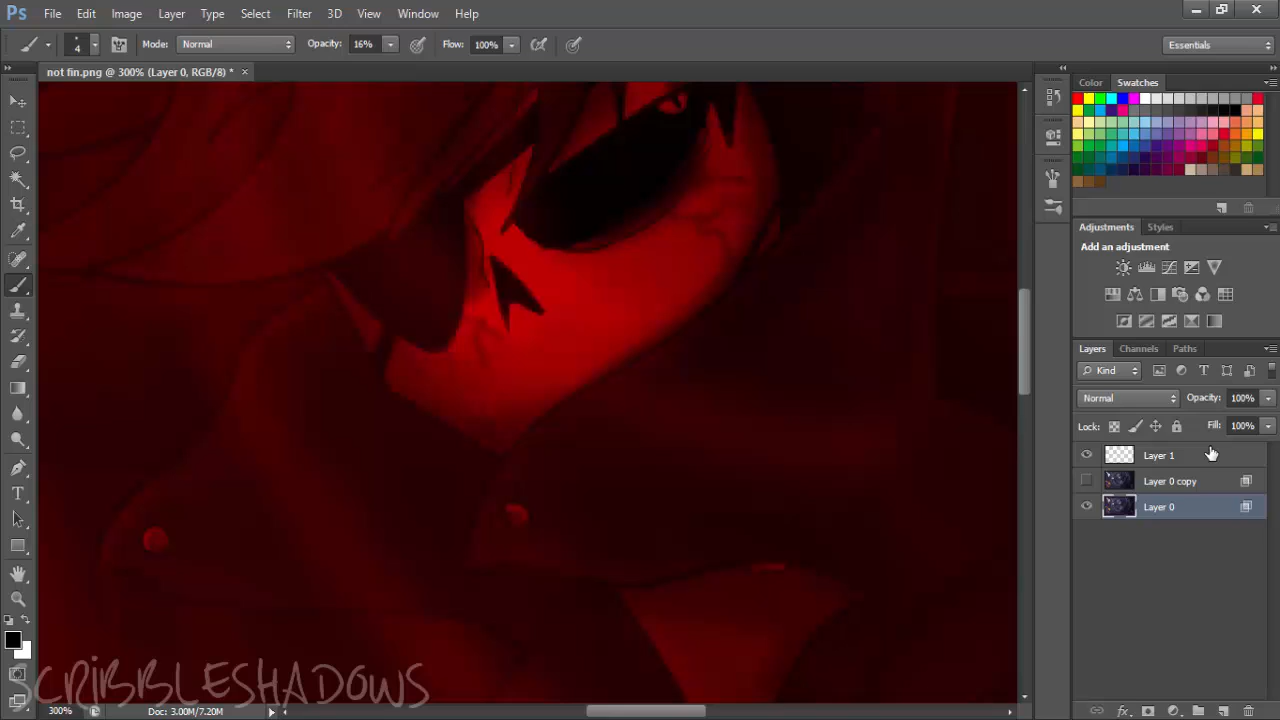 Ps File Edit Image Layer Type Select Filter 3D View Window Help
4 Mode: Normal Opacity: 16% Flow: 100% Essentials
not fin.png @ 300% (Layer 0, RGB/8) * ×
Color Swatches
Adjustments Styles
Add an adjustment
Layers Channels Paths
Kind
Normal Opacity: 100%
Lock: Fill: 100%
Layer 1
Layer 0 copy
Layer 0
SCRIBBLESHADOWS
300% Doc: 3.00M/7.20M